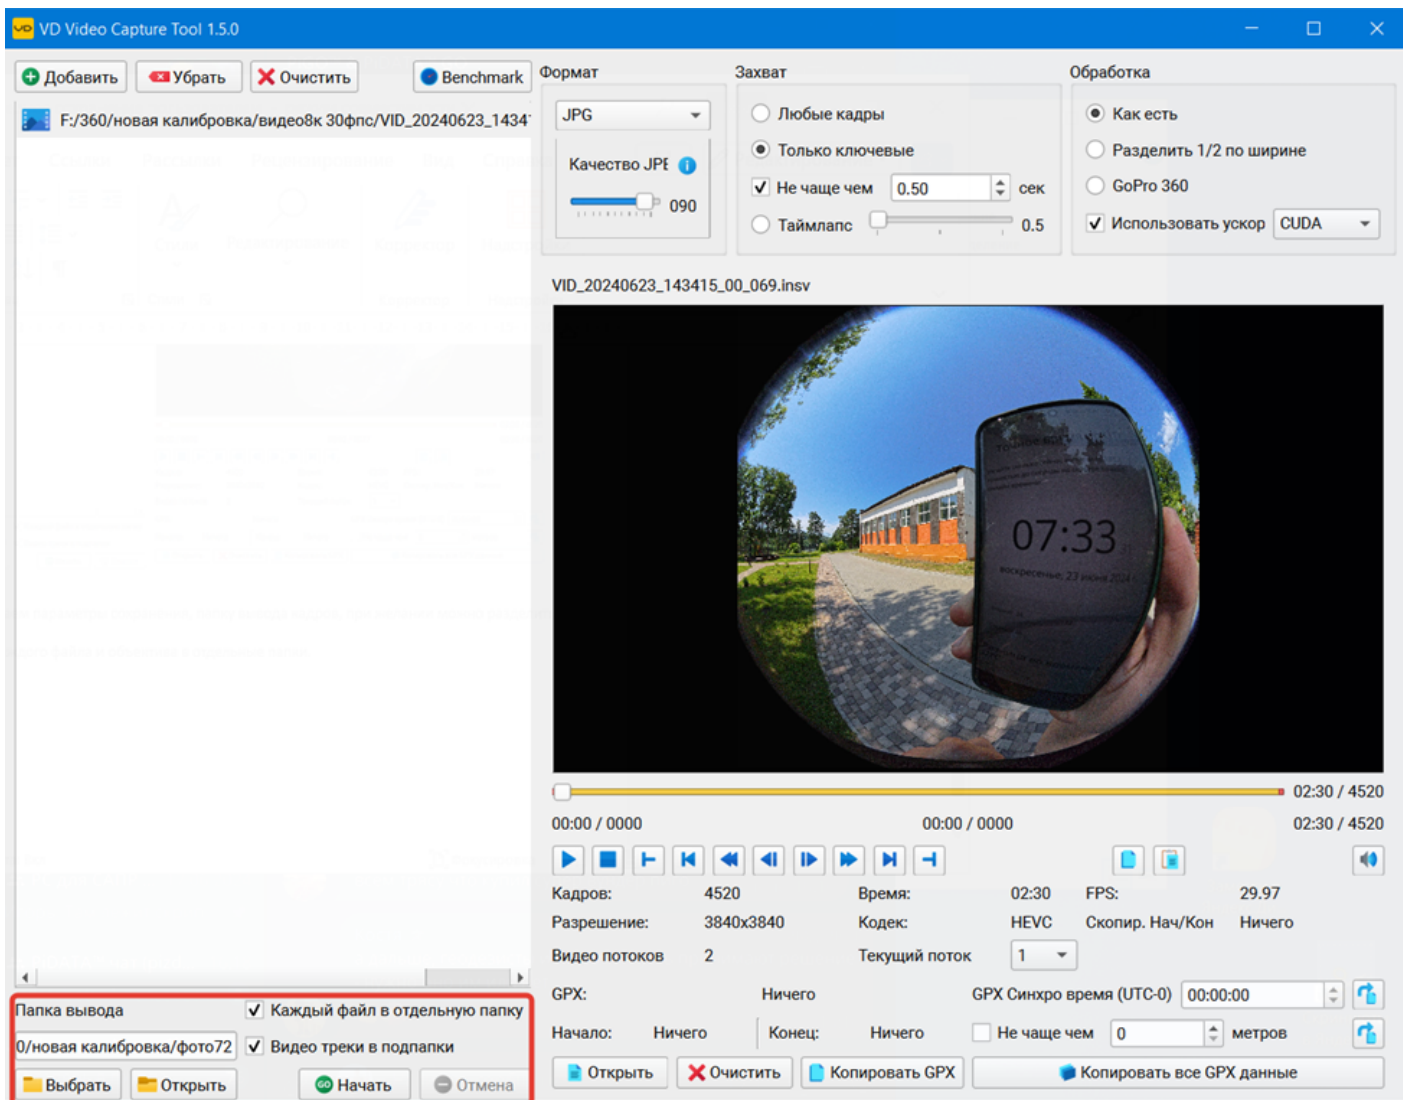 VD Video Capture Tool 1.5.0
Добавить Убрать Очистить Benchmark
F:/360/новая калибровка/видео8к 30фпс/VID_20240623_1434
Формат
JPG
Качество JPE
090
Захват
Любые кадры
Только ключевые
Не чаще чем 0.50 сек
Таймлапс 0.5
Обработка
Как есть
Разделить 1/2 по ширине
GoPro 360
Использовать ускор CUDA
VID_20240623_143415_00_069.insv
07:33
воскресенье, 23 июня 2024 г.
02:30 / 4520
00:00 / 0000 00:00 / 0000 02:30 / 4520
Кадров: 4520 Время: 02:30 FPS: 29.97
Разрешение: 3840x3840 Кодек: HEVC Скопир. Нач/Кон Ничего
Видео потоков 2 Текущий поток 1
GPX: Ничего GPX Синхро время (UTC-0) 00:00:00
Начало: Ничего Конец: Ничего Не чаще чем 0 метров
Открыть Очистить Копировать GPX Копировать все GPX данные
Папка вывода Каждый файл в отдельную папку
0/новая калибровка/фото72 Видео треки в подпапки
Выбрать Открыть GO Начать Отмена